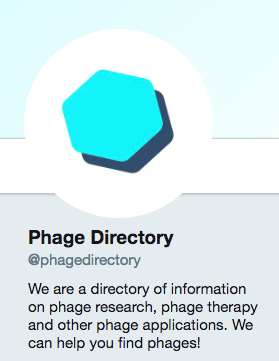 Phage Directory
@phagedirectory
We are a directory of information
on phage research, phage therapy
and other phage applications. We
can help you find phages!